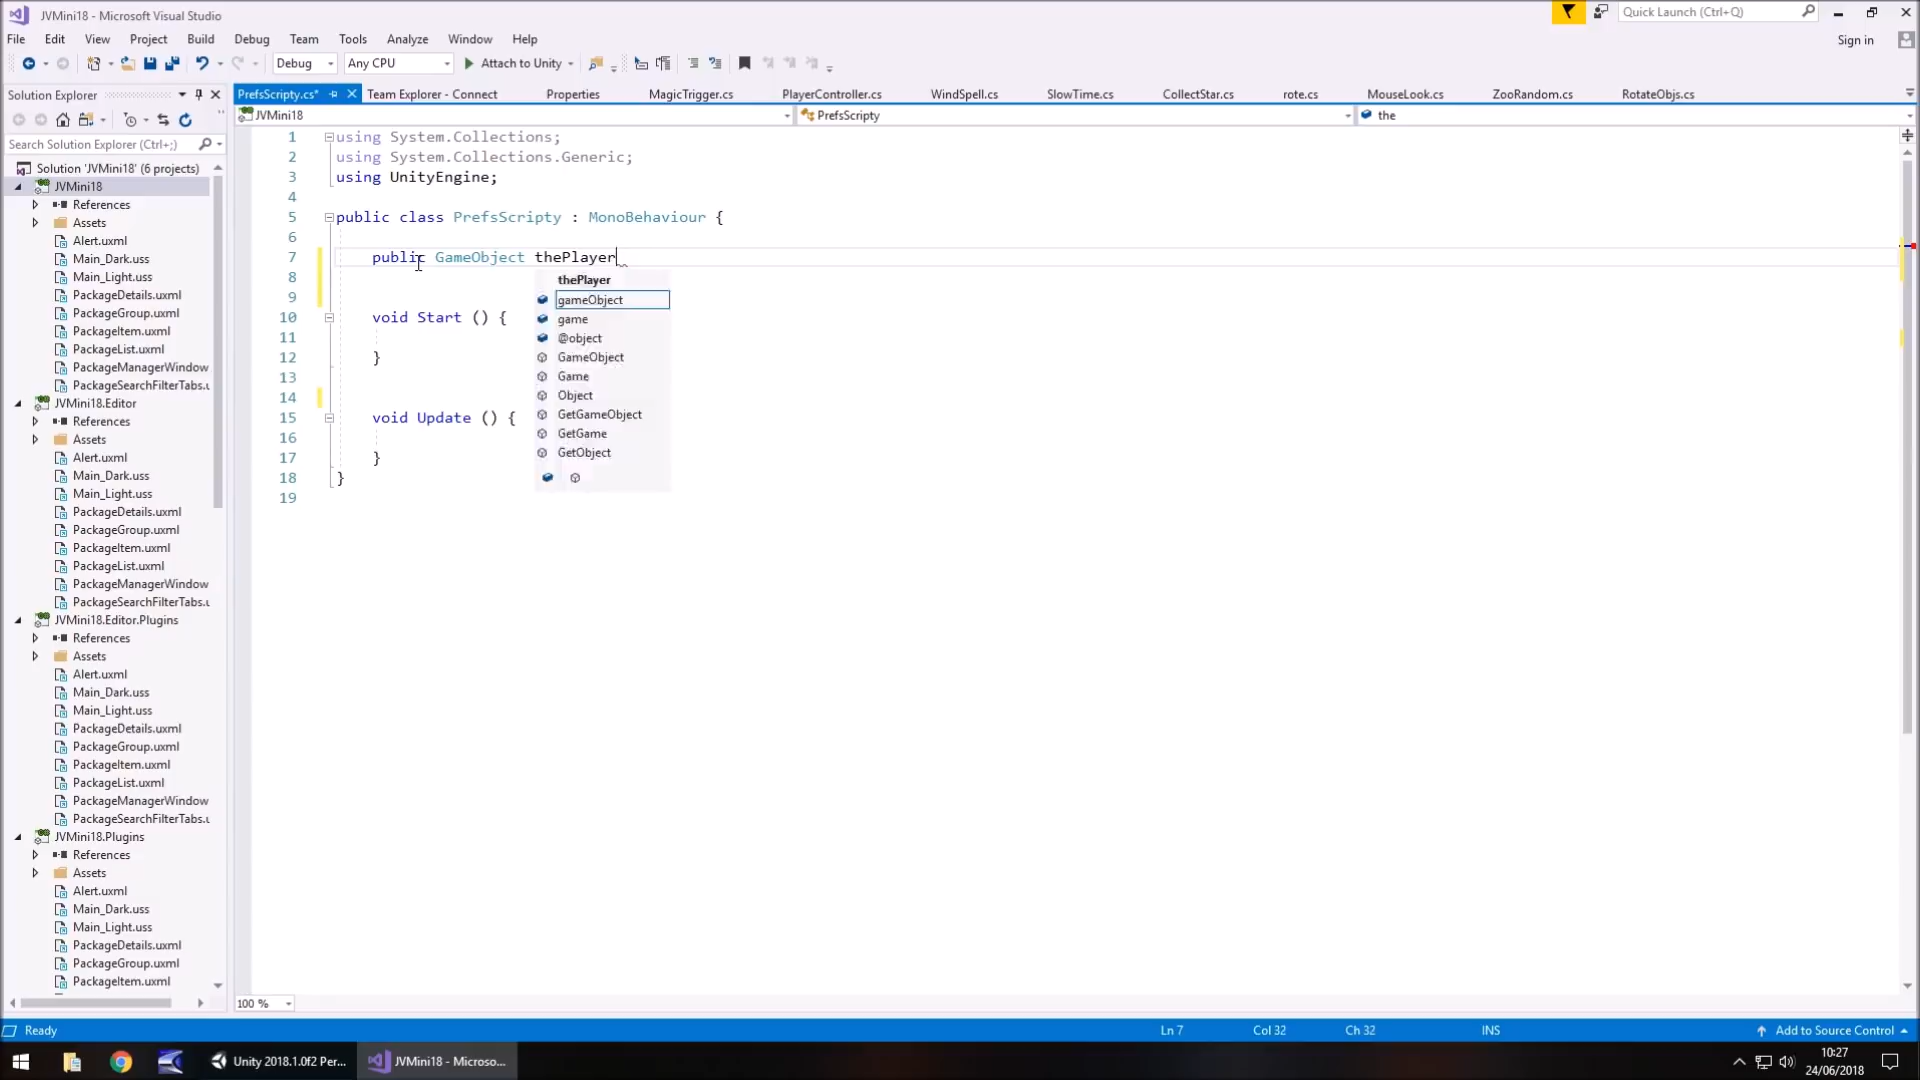 JVMini18 - Microsoft Visual Studio
Quick Launch (Ctrl+Q)
File Edit View Project Build Debug Team Tools Analyze Window Help
Sign in
Debug Any CPU Attach to Unity
Solution Explorer
PrefsScripty.cs* Team Explorer - Connect Properties MagicTrigger.cs PlayerController.cs WindSpell.cs SlowTime.cs CollectStar.cs rote.cs MouseLook.cs ZooRandom.cs RotateObjs.cs
JVMini18 PrefsScripty the
Search Solution Explorer (Ctrl+;)
Solution 'JVMini18' (6 projects)
JVMini18
References
Assets
Alert.uxml
Main_Dark.uss
Main_Light.uss
PackageDetails.uxml
PackageGroup.uxml
PackageItem.uxml
PackageList.uxml
PackageManagerWindow
PackageSearchFilterTabs.u
JVMini18.Editor
References
Assets
Alert.uxml
Main_Dark.uss
Main_Light.uss
PackageDetails.uxml
PackageGroup.uxml
PackageItem.uxml
PackageList.uxml
PackageManagerWindow
PackageSearchFilterTabs.u
JVMini18.Editor.Plugins
References
Assets
Alert.uxml
Main_Dark.uss
Main_Light.uss
PackageDetails.uxml
PackageGroup.uxml
PackageItem.uxml
PackageList.uxml
PackageManagerWindow
PackageSearchFilterTabs.u
JVMini18.Plugins
References
Assets
Alert.uxml
Main_Dark.uss
Main_Light.uss
PackageDetails.uxml
PackageGroup.uxml
PackageItem.uxml
1 using System.Collections;
2 using System.Collections.Generic;
3 using UnityEngine;
4
5 public class PrefsScripty : MonoBehaviour {
6
7 public GameObject thePlayer
8
9
10 void Start () {
11
12 }
13
14
15 void Update () {
16
17 }
18 }
19
thePlayer
gameObject
game
@object
GameObject
Game
Object
GetGameObject
GetGame
GetObject
100 %
Ready Ln 7 Col 32 Ch 32 INS Add to Source Control
Unity 2018.1.0f2 Per... JVMini18 - Microso...
10:27
24/06/2018